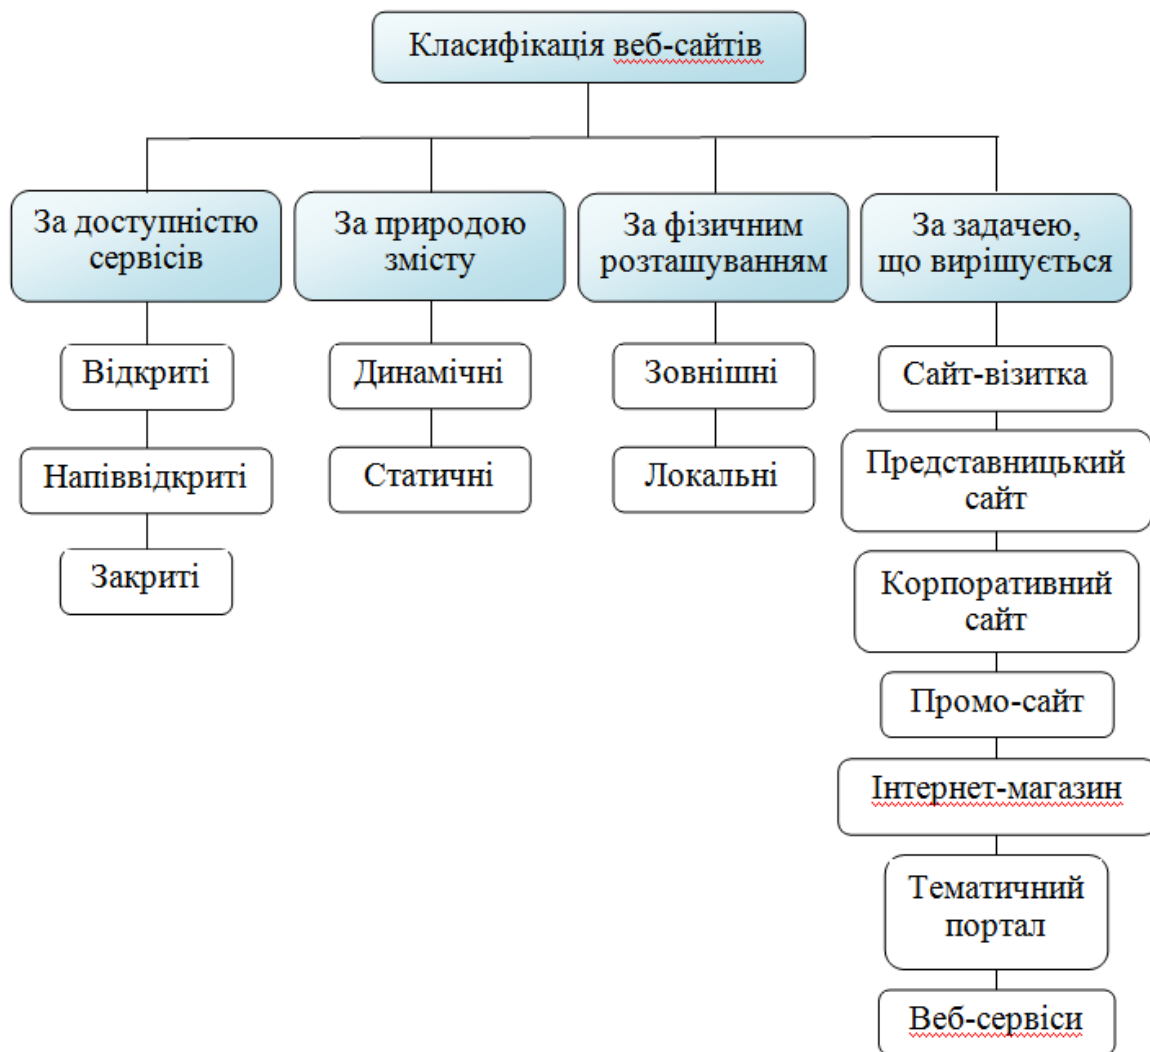 Класифікація веб-сайтів
За доступністю
сервісів
Відкриті
Напіввідкриті
Закриті
За природою
змісту
Динамічні
Статичні
За фізичним
розташуванням
Зовнішні
Локальні
За задачею,
що вирішується
Сайт-візитка
Представницький
сайт
Корпоративний
сайт
Промо-сайт
Інтернет-магазин
Тематичний
портал
Веб-сервіси